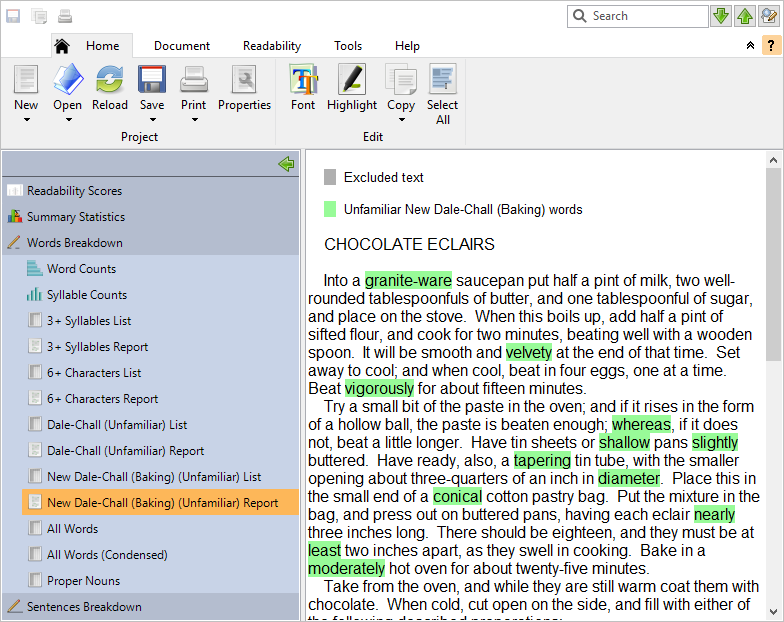 Search
Home Document Readability Tools Help
?
New Open Reload Save Print Properties Font Highlight Copy Select All
Project Edit
Readability Scores
Summary Statistics
Words Breakdown
Word Counts
Syllable Counts
3+ Syllables List
3+ Syllables Report
6+ Characters List
6+ Characters Report
Dale-Chall (Unfamiliar) List
Dale-Chall (Unfamiliar) Report
New Dale-Chall (Baking) (Unfamiliar) List
New Dale-Chall (Baking) (Unfamiliar) Report
All Words
All Words (Condensed)
Proper Nouns
Sentences Breakdown
Excluded text
Unfamiliar New Dale-Chall (Baking) words
CHOCOLATE ECLAIRS
Into a granite-ware saucepan put half a pint of milk, two well-
rounded tablespoonfuls of butter, and one tablespoonful of sugar,
and place on the stove. When this boils up, add half a pint of
sifted flour, and cook for two minutes, beating well with a wooden
spoon. It will be smooth and velvety at the end of that time. Set
away to cool; and when cool, beat in four eggs, one at a time.
Beat vigorously for about fifteen minutes.
Try a small bit of the paste in the oven; and if it rises in the form
of a hollow ball, the paste is beaten enough; whereas, if it does
not, beat a little longer. Have tin sheets or shallow pans slightly
buttered. Have ready, also, a tapering tin tube, with the smaller
opening about three-quarters of an inch in diameter. Place this in
the small end of a conical cotton pastry bag. Put the mixture in the
bag, and press out on buttered pans, having each eclair nearly
three inches long. There should be eighteen, and they must be at
least two inches apart, as they swell in cooking. Bake in a
moderately hot oven for about twenty-five minutes.
Take from the oven, and while they are still warm coat them with
chocolate. When cold, cut open on the side, and fill with either of
the following described preparations: